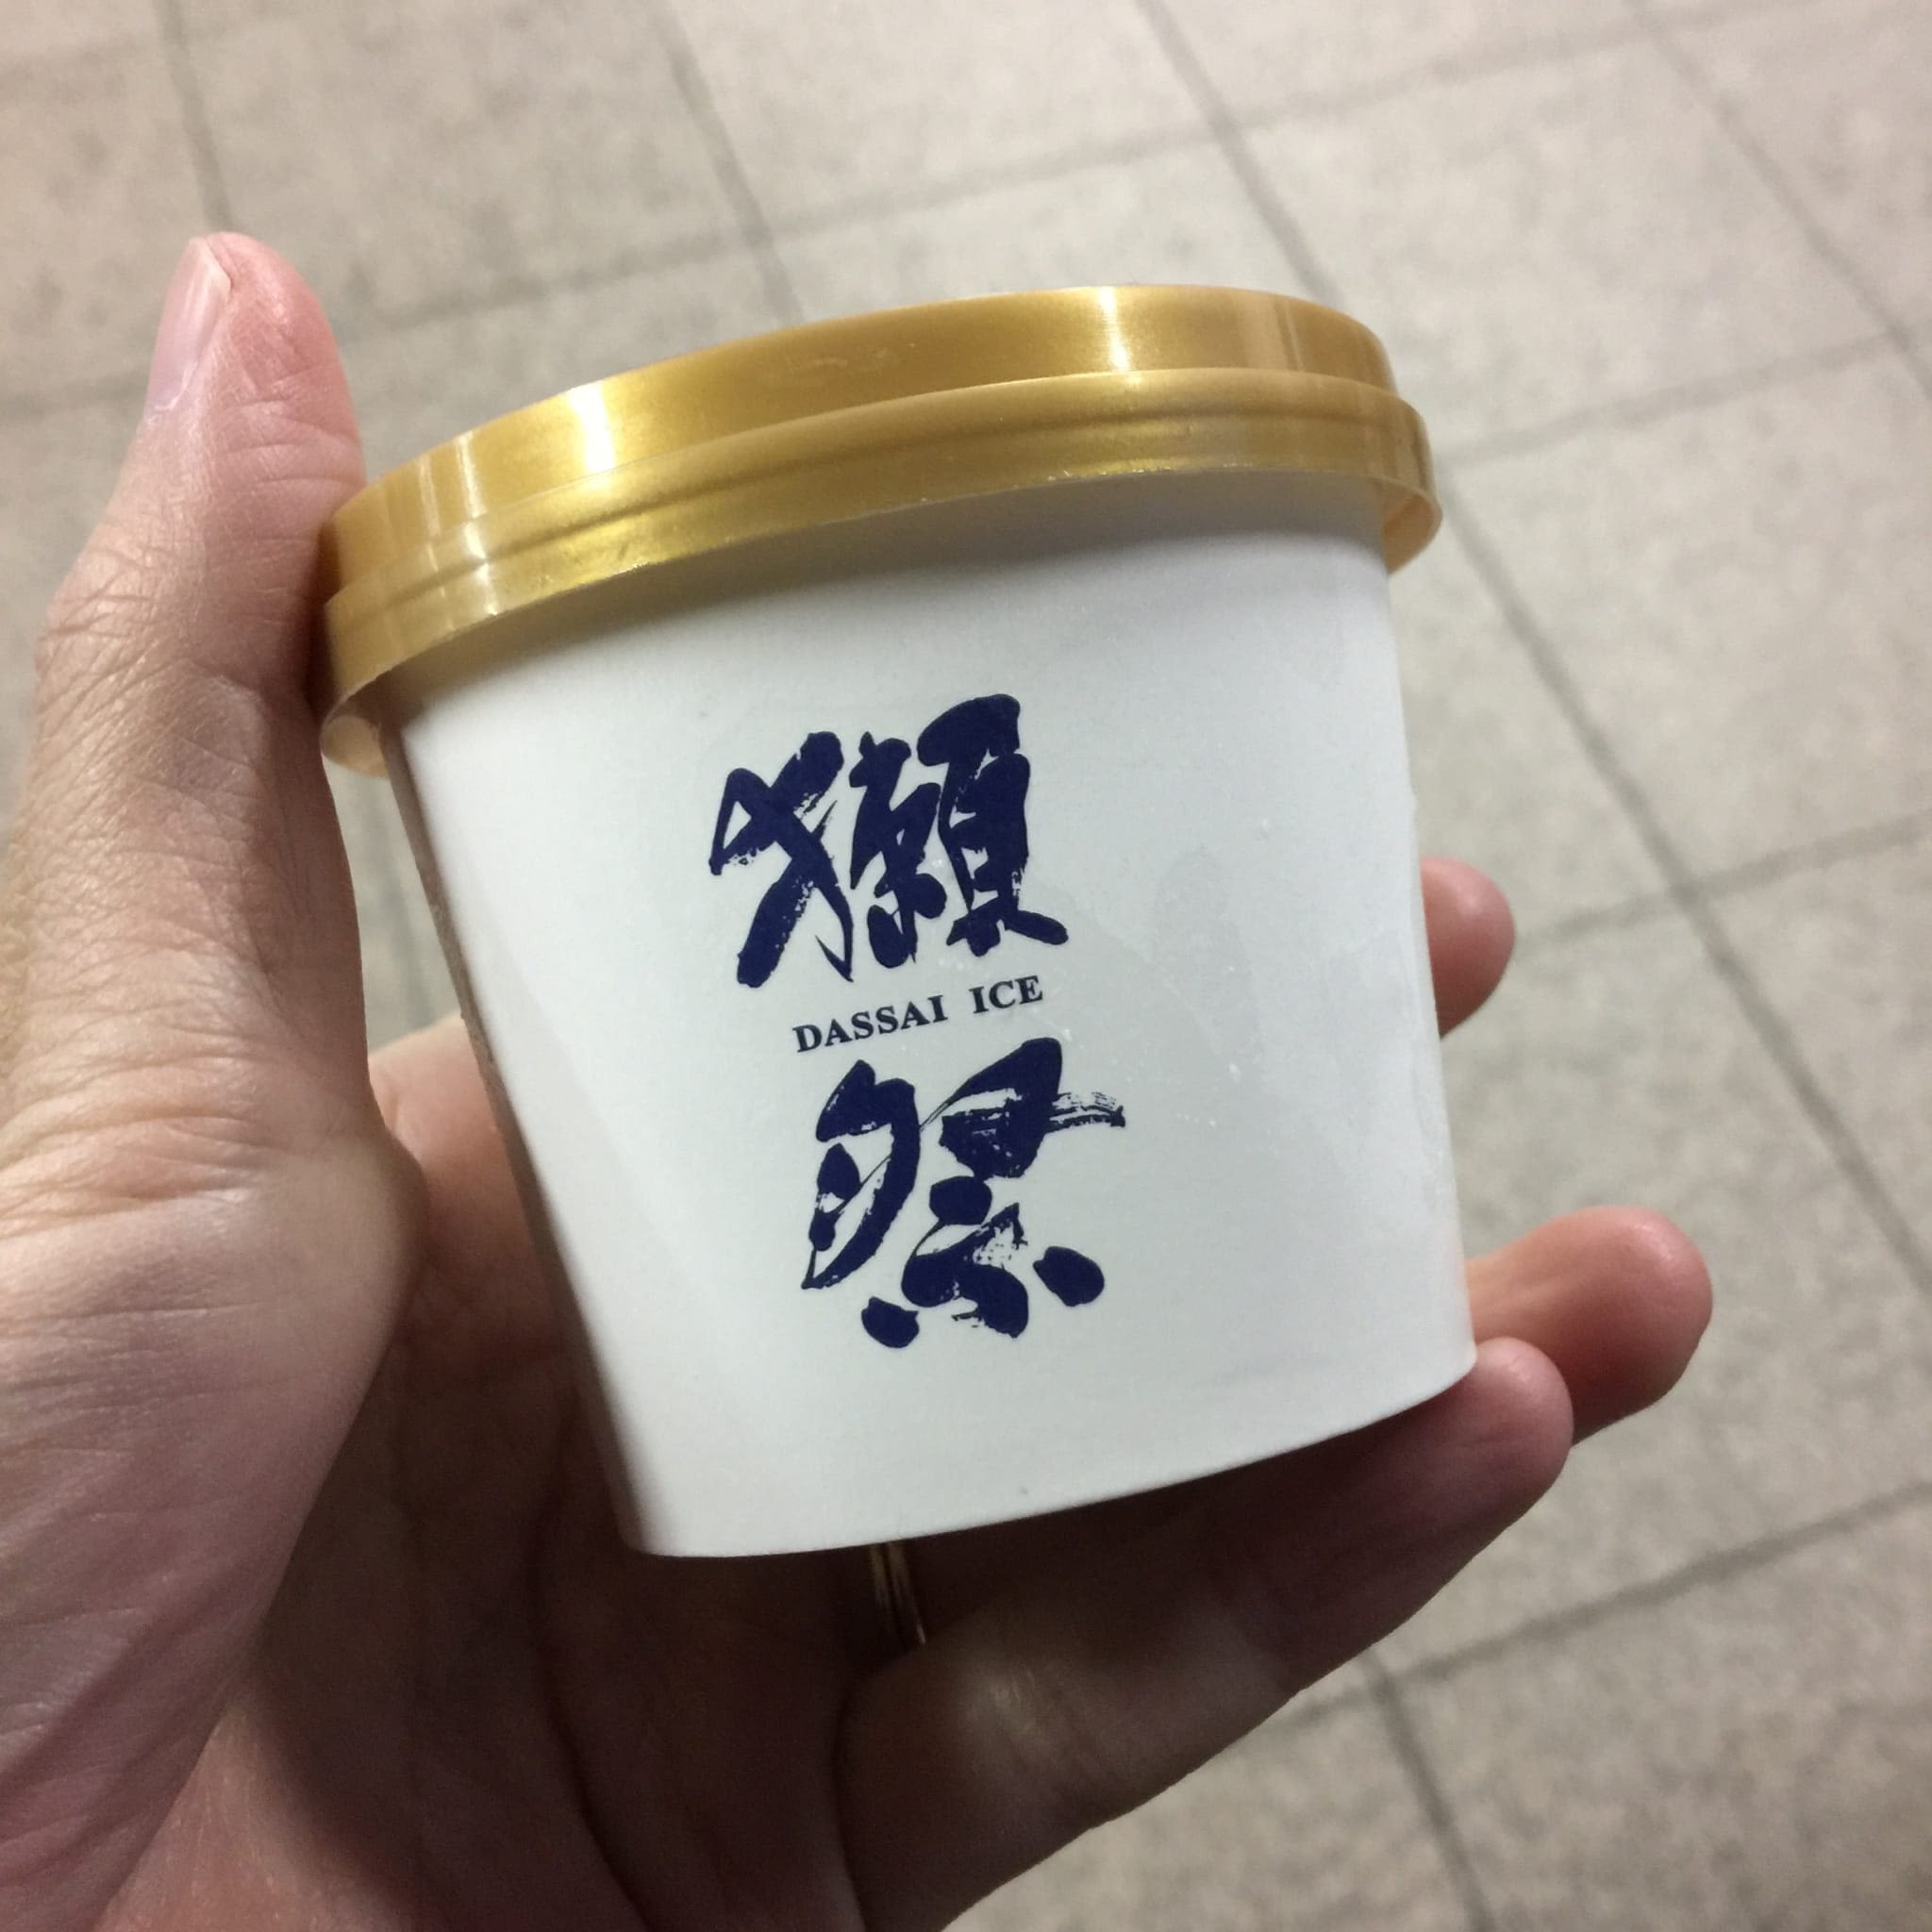 獺
DASSAI ICE
祭